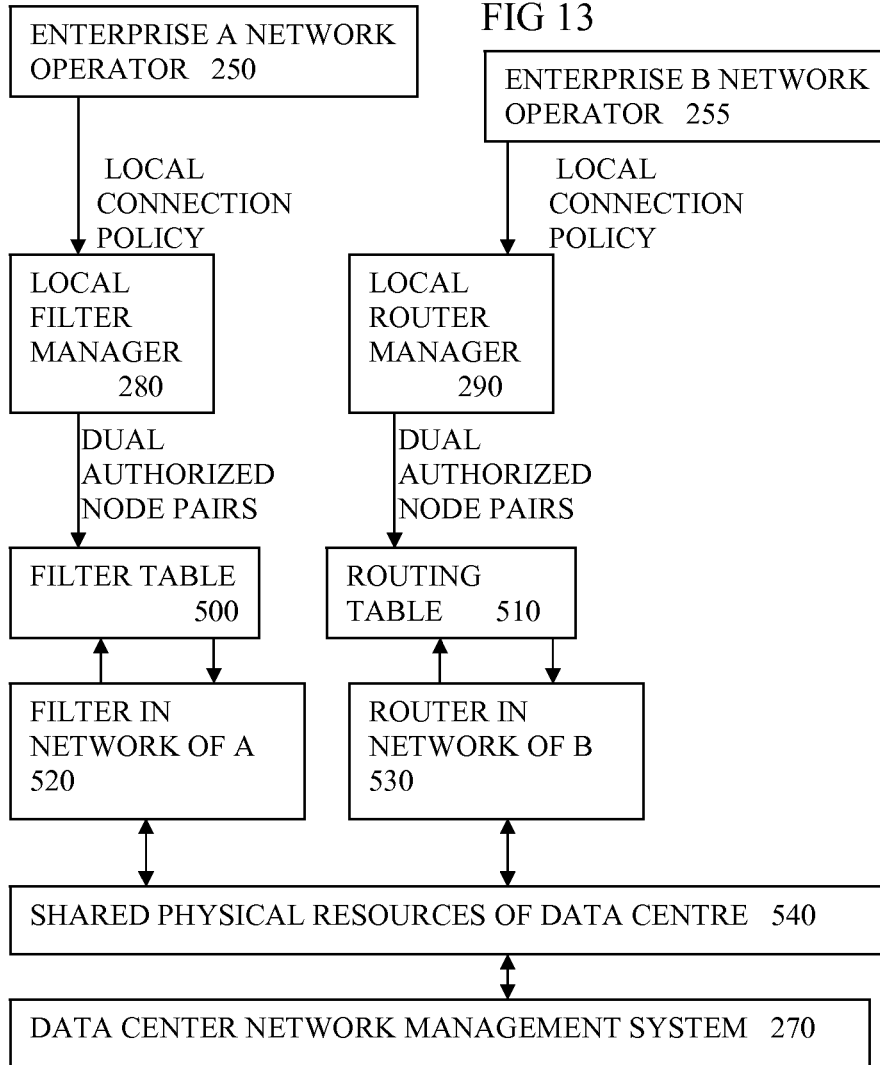 FIG 13
ENTERPRISE A NETWORK
OPERATOR 250
ENTERPRISE B NETWORK
OPERATOR 255
LOCAL
CONNECTION
POLICY
LOCAL
CONNECTION
POLICY
LOCAL
FILTER
MANAGER
280
LOCAL
ROUTER
MANAGER
290
DUAL
AUTHORIZED
NODE PAIRS
DUAL
AUTHORIZED
NODE PAIRS
FILTER TABLE
500
ROUTING
TABLE 510
FILTER IN
NETWORK OF A
520
ROUTER IN
NETWORK OF B
530
SHARED PHYSICAL RESOURCES OF DATA CENTRE 540
DATA CENTER NETWORK MANAGEMENT SYSTEM 270